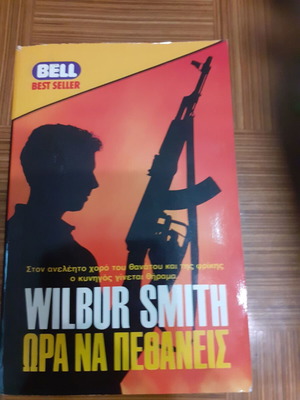 BELL
BEST SELLER
Στον ανελέητο χορό του θανάτου και της φρίκης
ο κυνηγός γίνεται θήραμα
WILBUR SMITH
ΩΡΑ ΝΑ ΠΕΘΑΝΕΙΣ